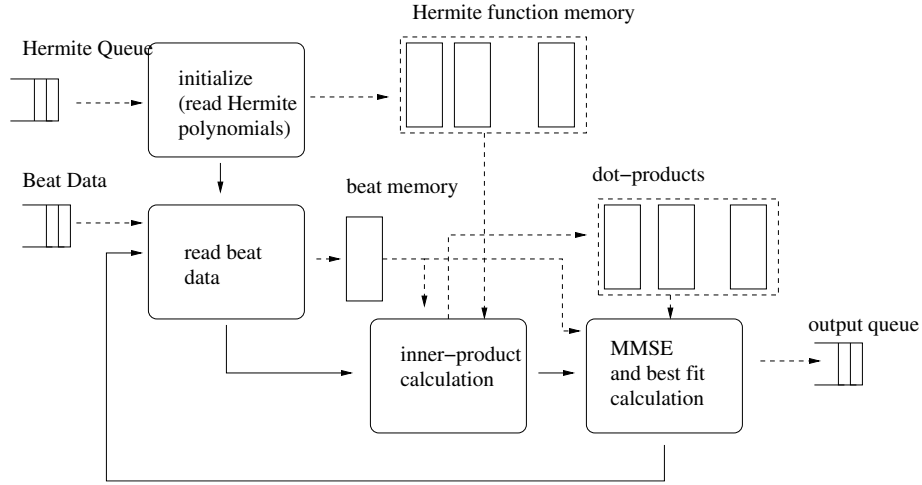 Hermite function memory
Hermite Queue
initialize
(read Hermite
polynomials)
Beat Data
beat memory
dot-products
read beat
data
inner-product
calculation
MMSE
and best fit
calculation
output queue